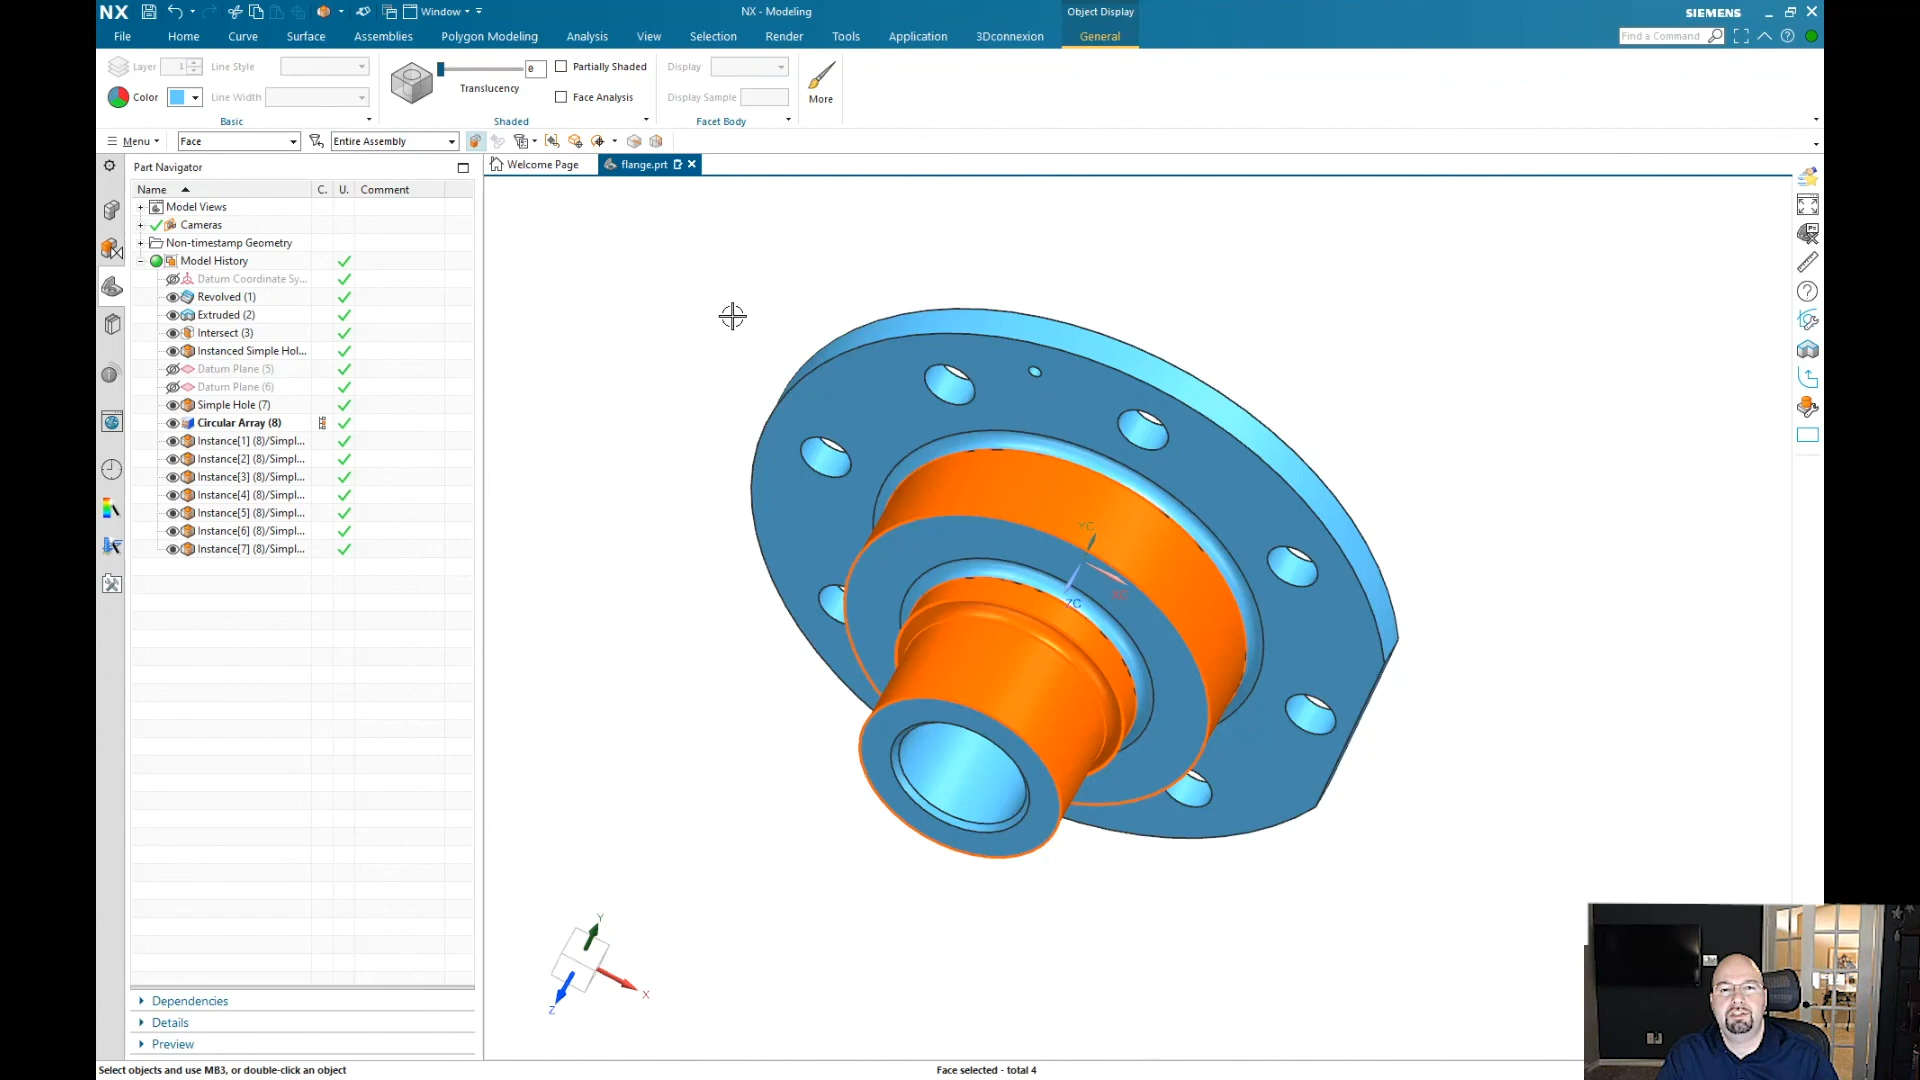 NX
Window
NX - Modeling
Object Display
SIEMENS
File
Home
Curve
Surface
Assemblies
Polygon Modeling
Analysis
View
Selection
Render
Tools
Application
3Dconnexion
General
Find a Command
Layer
1
Line Style
0
Partially Shaded
Display
Color
Line Width
Translucency
Face Analysis
Display Sample
More
Basic
Shaded
Facet Body
Menu
Face
Entire Assembly
Part Navigator
Welcome Page
flange.prt
Name
C.
U.
Comment
Model Views
Cameras
Non-timestamp Geometry
Model History
Datum Coordinate Sy...
Revolved (1)
Extruded (2)
Intersect (3)
Instanced Simple Hol...
Datum Plane (5)
Datum Plane (6)
Simple Hole (7)
Circular Array (8)
Instance[1] (8)/Simpl...
Instance[2] (8)/Simpl...
Instance[3] (8)/Simpl...
Instance[4] (8)/Simpl...
Instance[5] (8)/Simpl...
Instance[6] (8)/Simpl...
Instance[7] (8)/Simpl...
YC
ZC
Y
X
Z
Dependencies
Details
Preview
Select objects and use MB3, or double-click an object
Face selected - total 4